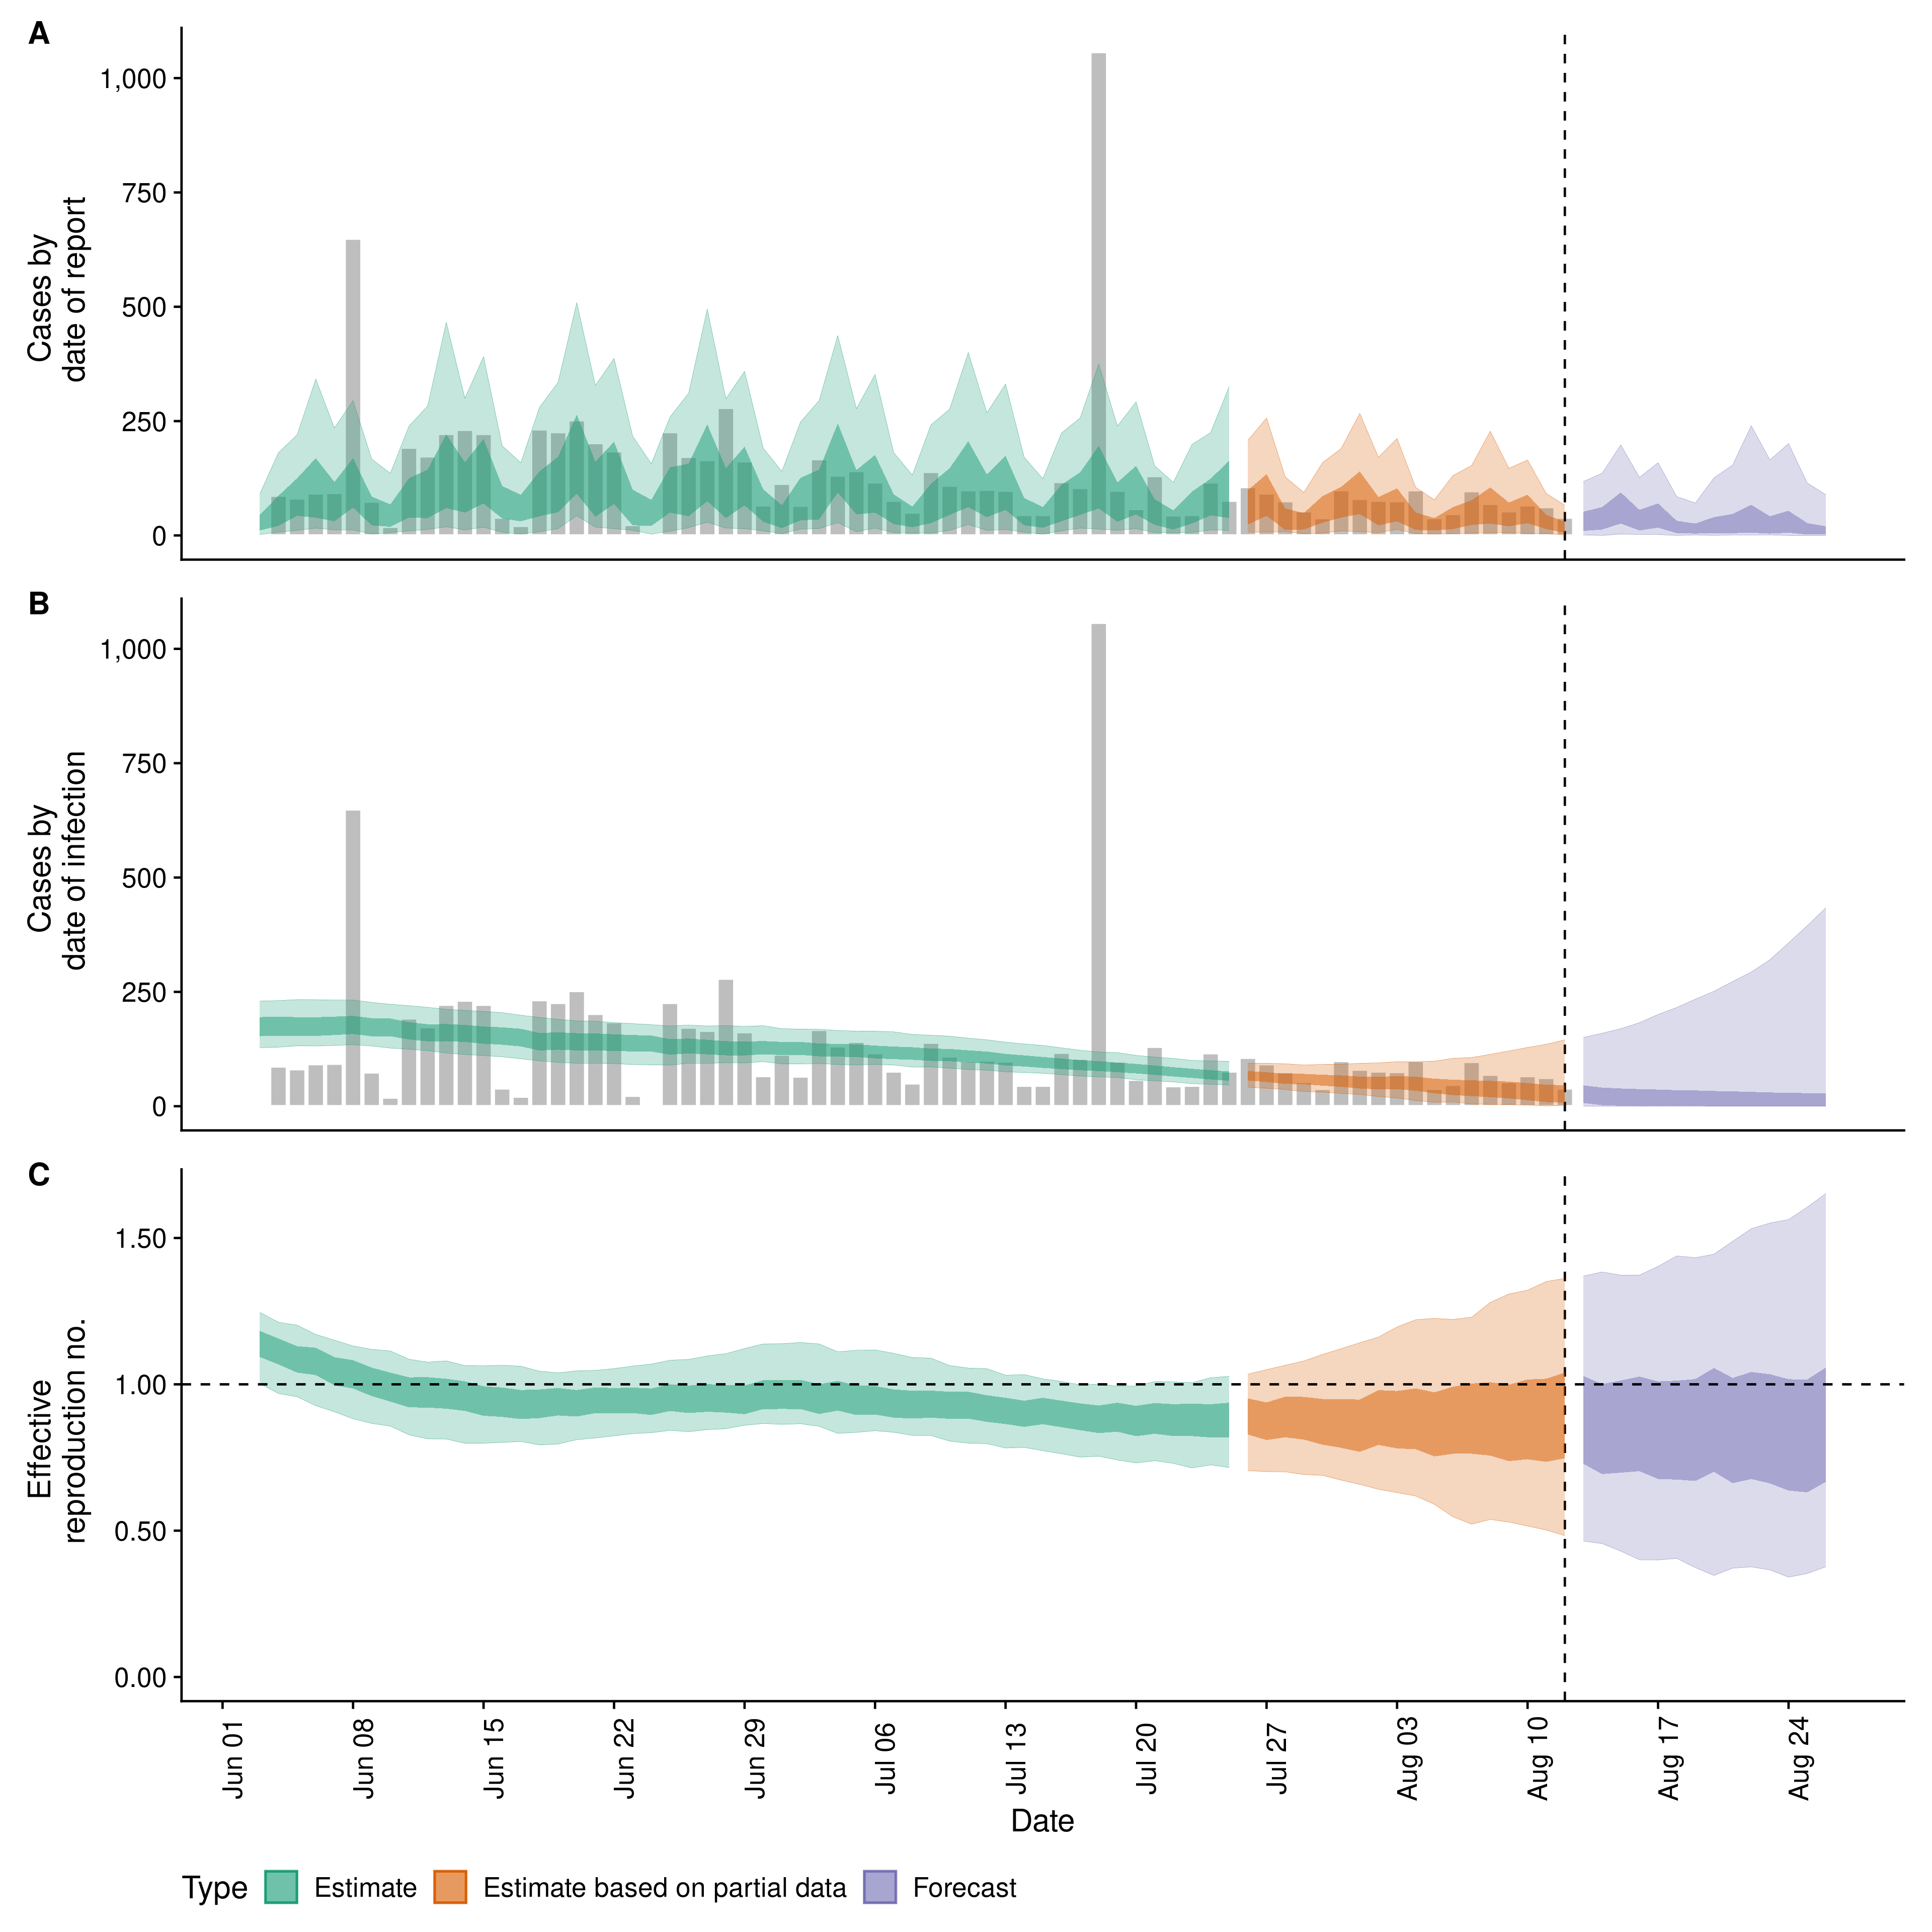 A
Cases by
date of report
1,000
750
500
250
0
B
Cases by
date of infection
1,000
750
500
250
0
C
Effective
reproduction no.
1.50
1.00
0.50
0.00
Jun 01
Jun 08
Jun 15
Jun 22
Jun 29
Jul 06
Jul 13
Jul 20
Jul 27
Aug 03
Aug 10
Aug 17
Aug 24
Date
Type Estimate Estimate based on partial data Forecast